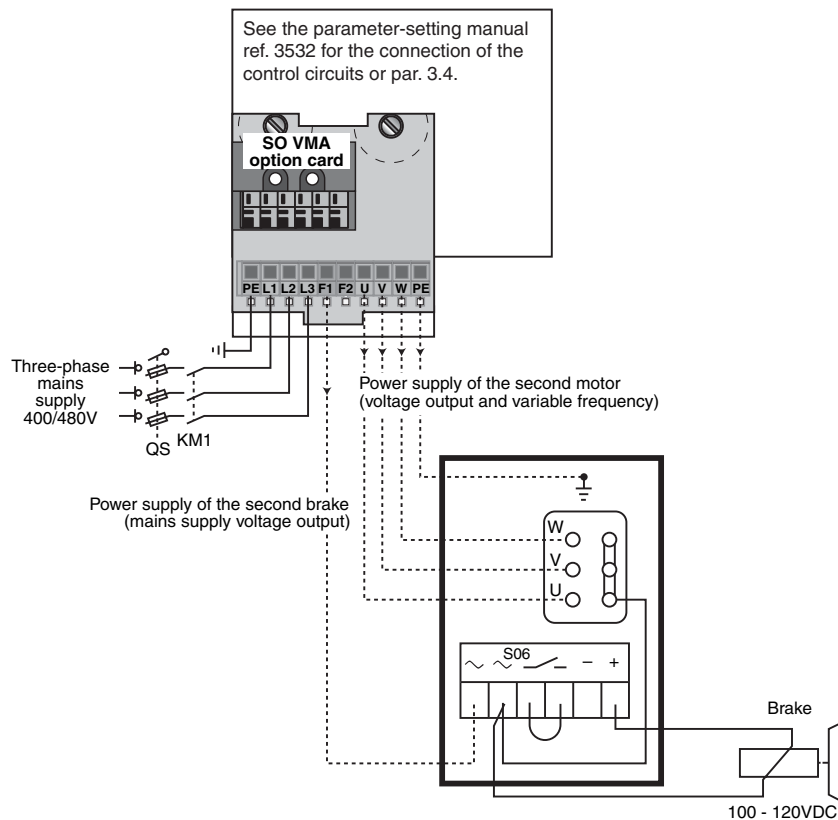 See the parameter-setting manual
ref. 3532 for the connection of the
control circuits or par. 3.4.
SO VMA
option card
PE L1 L2 L3 F1 F2 U V W PE
Three-phase
mains
supply
400/480V
QS
KM1
Power supply of the second motor
(voltage output and variable frequency)
Power supply of the second brake
(mains supply voltage output)
W
V
U
S06
− +
Brake
100 - 120VDC